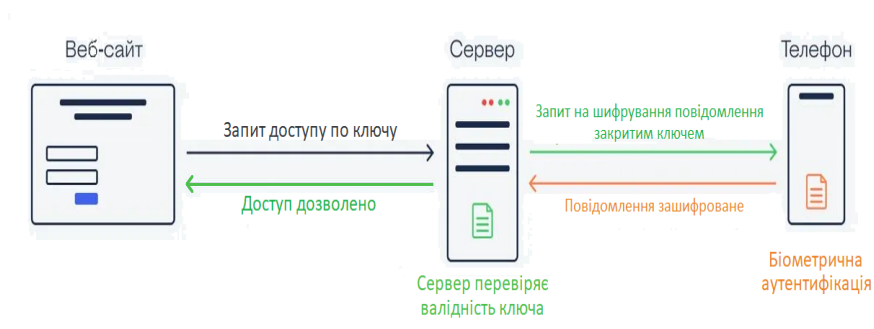 Веб-сайт
Сервер
Телефон
Запит доступу по ключу
Доступ дозволено
Запит на шифрування повідомлення
закритим ключем
Повідомлення зашифроване
Сервер перевіряє
валідність ключа
Біометрична
аутентифікація